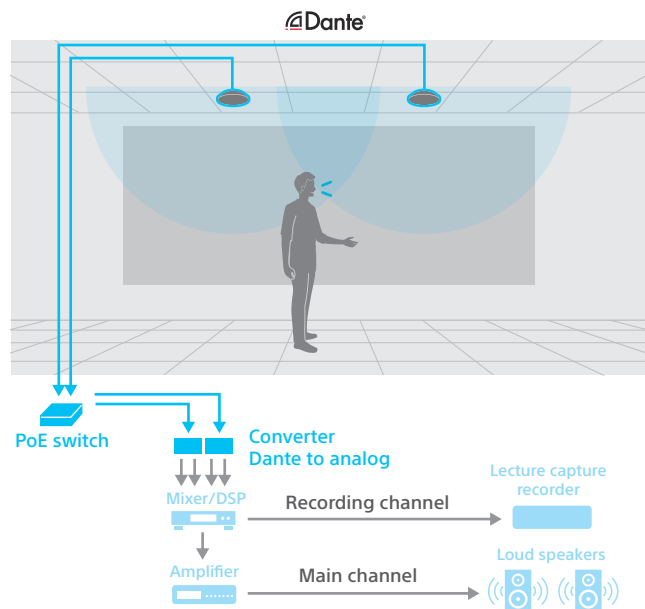 Dante®
PoE switch
Converter
Dante to analog
Mixer/DSP
Recording channel
Lecture capture
recorder
Amplifier
Main channel
Loud speakers